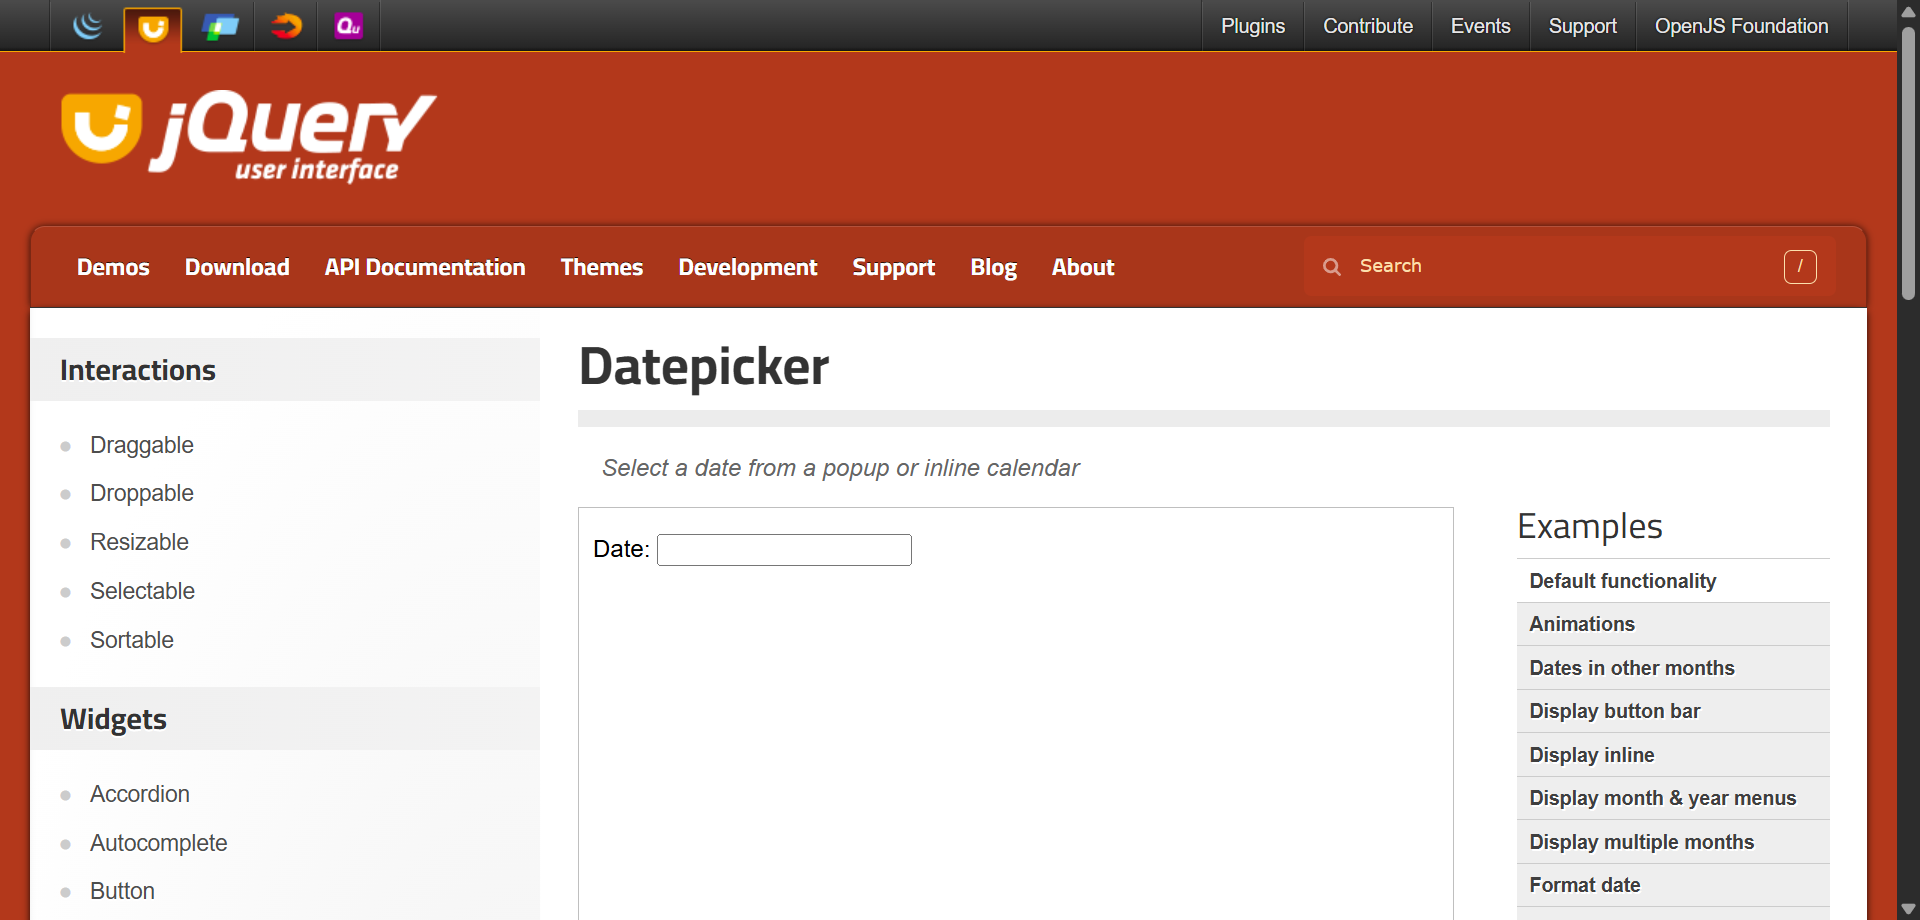 Qu
Plugins
Contribute
Events
Support
OpenJS Foundation
jQuery
user interface
Demos
Download
API Documentation
Themes
Development
Support
Blog
About
Search
/
Interactions
Draggable
Droppable
Resizable
Selectable
Sortable
Widgets
Accordion
Autocomplete
Button
Datepicker
Select a date from a popup or inline calendar
Date:
Examples
Default functionality
Animations
Dates in other months
Display button bar
Display inline
Display month & year menus
Display multiple months
Format date